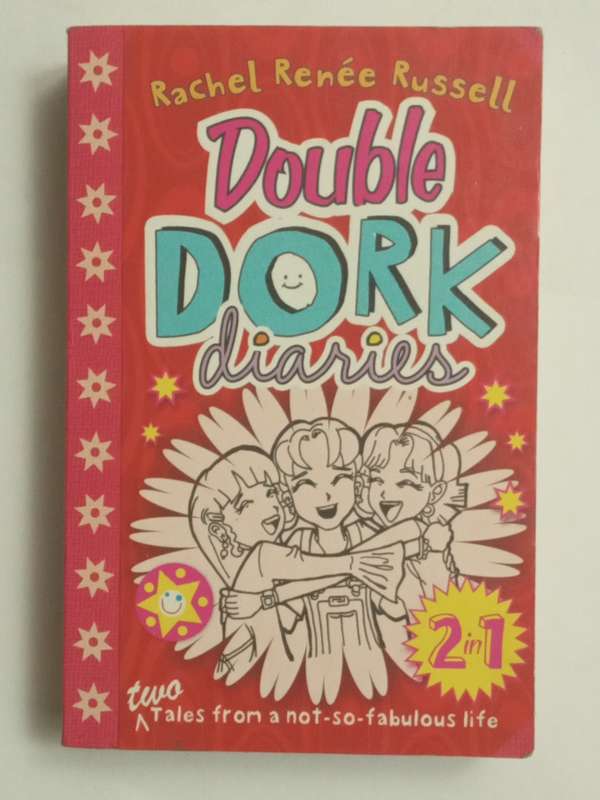 Rachel Renée Russell
Double
DORK
diaries
2 in 1
two
Tales from a not-so-fabulous life